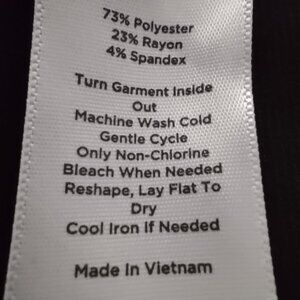 73% Polyester
23% Rayon
4% Spandex
Turn Garment Inside
Out
Machine Wash Cold
Gentle Cycle
Only Non-Chlorine
Bleach When Needed
Reshape, Lay Flat To
Dry
Cool Iron If Needed
Made In Vietnam